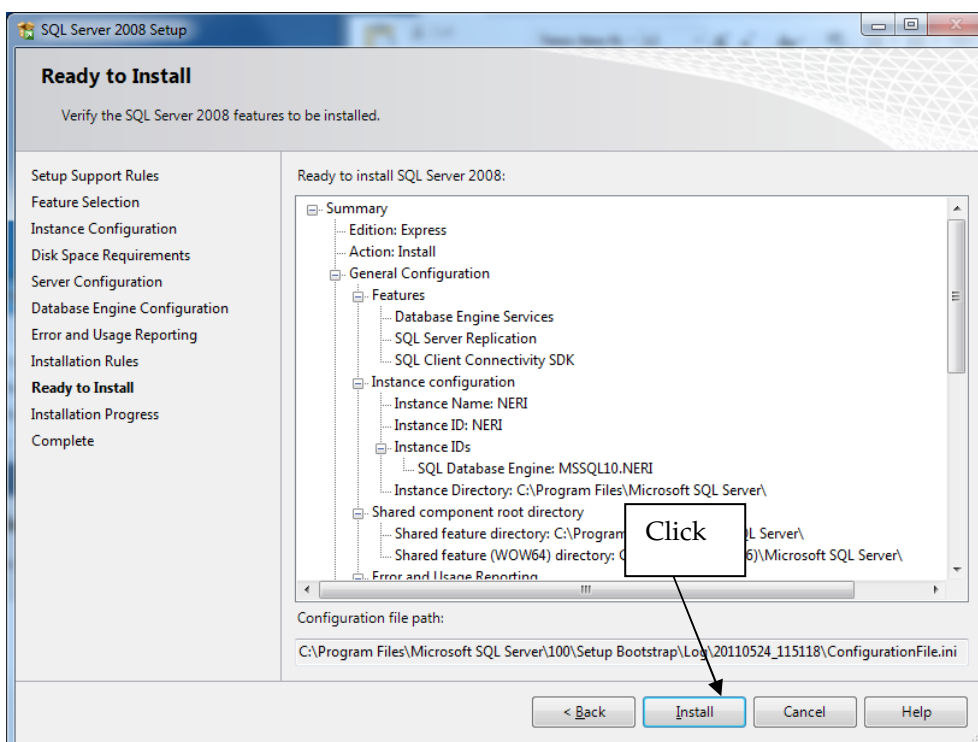 SQL Server 2008 Setup
Ready to Install
Verify the SQL Server 2008 features to be installed.
Setup Support Rules
Feature Selection
Instance Configuration
Disk Space Requirements
Server Configuration
Database Engine Configuration
Error and Usage Reporting
Installation Rules
Ready to Install
Installation Progress
Complete
Ready to install SQL Server 2008:
Summary
Edition: Express
Action: Install
General Configuration
Features
Database Engine Services
SQL Server Replication
SQL Client Connectivity SDK
Instance configuration
Instance Name: NERI
Instance ID: NERI
Instance IDs
SQL Database Engine: MSSQL10.NERI
Instance Directory: C:\Program Files\Microsoft SQL Server\
Shared component root directory
Shared feature directory: C:\Program L Server\
Shared feature (WOW64) directory: 6)\Microsoft SQL Server\
Error and Usage Reporting
Click
Configuration file path:
C:\Program Files\Microsoft SQL Server\100\Setup Bootstrap\Log\20110524_115118\ConfigurationFile.ini
< Back
Install
Cancel
Help